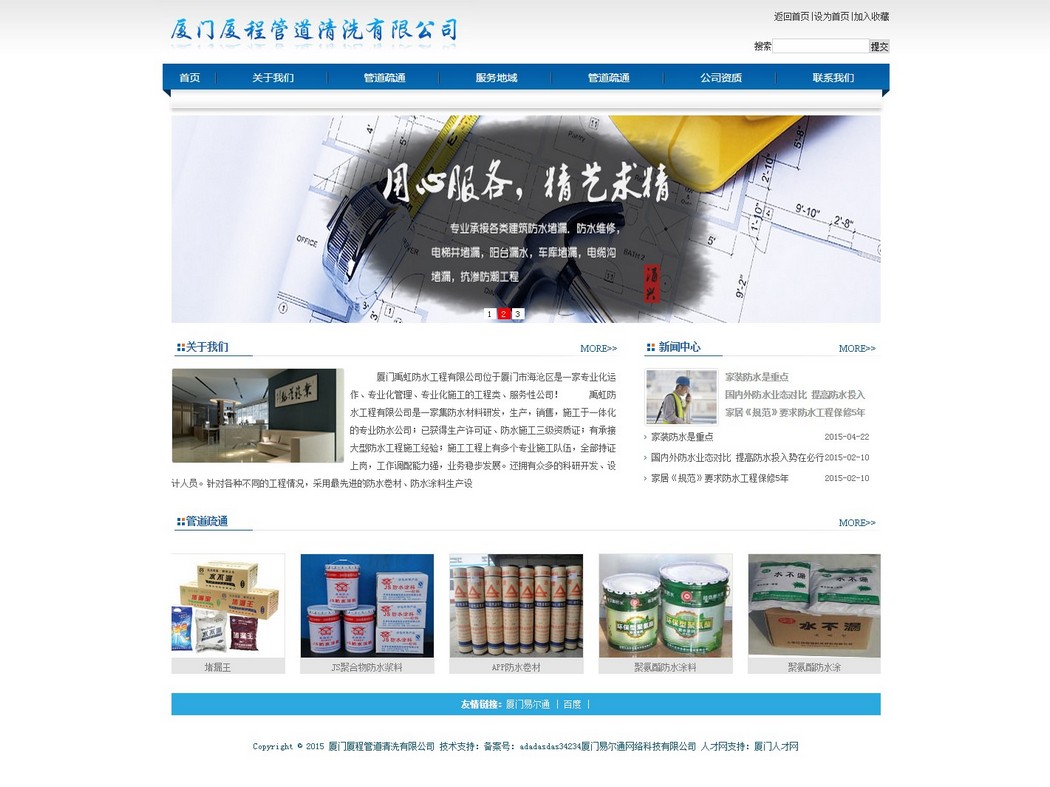 厦门厦程管道清洗有限公司
返回首页|设为首页|加入收藏
搜索 提交
首页 关于我们 管道疏通 服务地域 管道疏通 公司资质 联系我们
用心服务，精艺求精
专业承接各类建筑防水堵漏，防水维修，
电梯井堵漏，阳台漏水，车库堵漏，电缆沟
堵漏，抗渗防潮工程
OFFICE
1 2 3
关于我们 MORE>>
厦门禹虹防水工程有限公司位于厦门市海沧区是一家专业化运
作、专业化管理、专业化施工的工程类、服务性公司！ 禹虹防
水工程有限公司是一家集防水材料研发，生产，销售，施工于一体化
的专业防水公司；已获得生产许可证、防水施工三级资质证；有承接
大型防水工程施工经验；施工工程上有多个专业施工队伍，全部持证
上岗，工作调配能力强，业务稳步发展。还拥有众多的科研开发、设
计人员。针对各种不同的工程情况，采用最先进的防水卷材、防水涂料生产设
新闻中心 MORE>>
家装防水是重点
国内外防水业态对比 提高防水投入
家居《规范》要求防水工程保修5年
家装防水是重点 2015-04-22
国内外防水业态对比 提高防水投入势在必行2015-02-10
家居《规范》要求防水工程保修5年 2015-02-10
管道疏通 MORE>>
水不漏
堵漏王
水不漏
堵漏王 JS聚合物防水浆料 APP防水卷材 聚氨酯防水涂料 聚氨酯防水涂
友情链接：厦门易尔通 | 百度 |
Copyright © 2015 厦门厦程管道清洗有限公司 技术支持：备案号：adadasdas34234厦门易尔通网络科技有限公司 人才网支持：厦门人才网